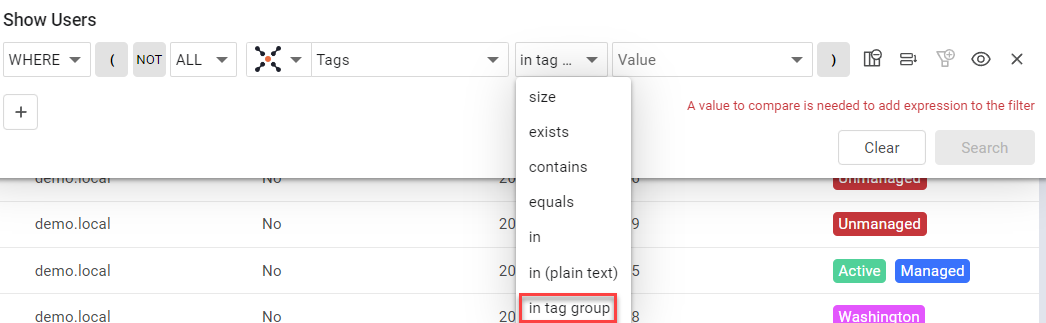 Show Users
WHERE ( NOT ALL Tags in tag ... Value )
+
size
A value to compare is needed to add expression to the filter
exists
Clear Search
contains
demo.local No 20 Unmanaged
equals
demo.local No 20 9 Unmanaged
in
demo.local No 20 5 Active Managed
in (plain text)
in tag group
demo.local No 20 8 Washington